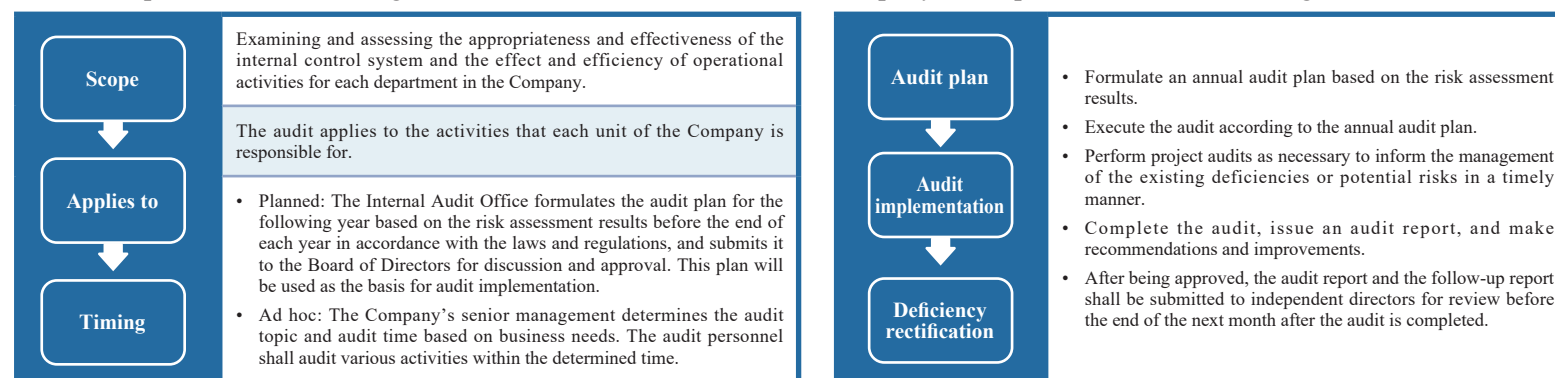 Scope
Examining and assessing the appropriateness and effectiveness of the
internal control system and the effect and efficiency of operational
activities for each department in the Company.
Applies to
The audit applies to the activities that each unit of the Company is
responsible for.
Timing
• Planned: The Internal Audit Office formulates the audit plan for the
following year based on the risk assessment results before the end of
each year in accordance with the laws and regulations, and submits it
to the Board of Directors for discussion and approval. This plan will
be used as the basis for audit implementation.
• Ad hoc: The Company's senior management determines the audit
topic and audit time based on business needs. The audit personnel
shall audit various activities within the determined time.
Audit plan
Audit
implementation
Deficiency
rectification
• Formulate an annual audit plan based on the risk assessment
results.
• Execute the audit according to the annual audit plan.
• Perform project audits as necessary to inform the management
of the existing deficiencies or potential risks in a timely
manner.
• Complete the audit, issue an audit report, and make
recommendations and improvements.
• After being approved, the audit report and the follow-up report
shall be submitted to independent directors for review before
the end of the next month after the audit is completed.